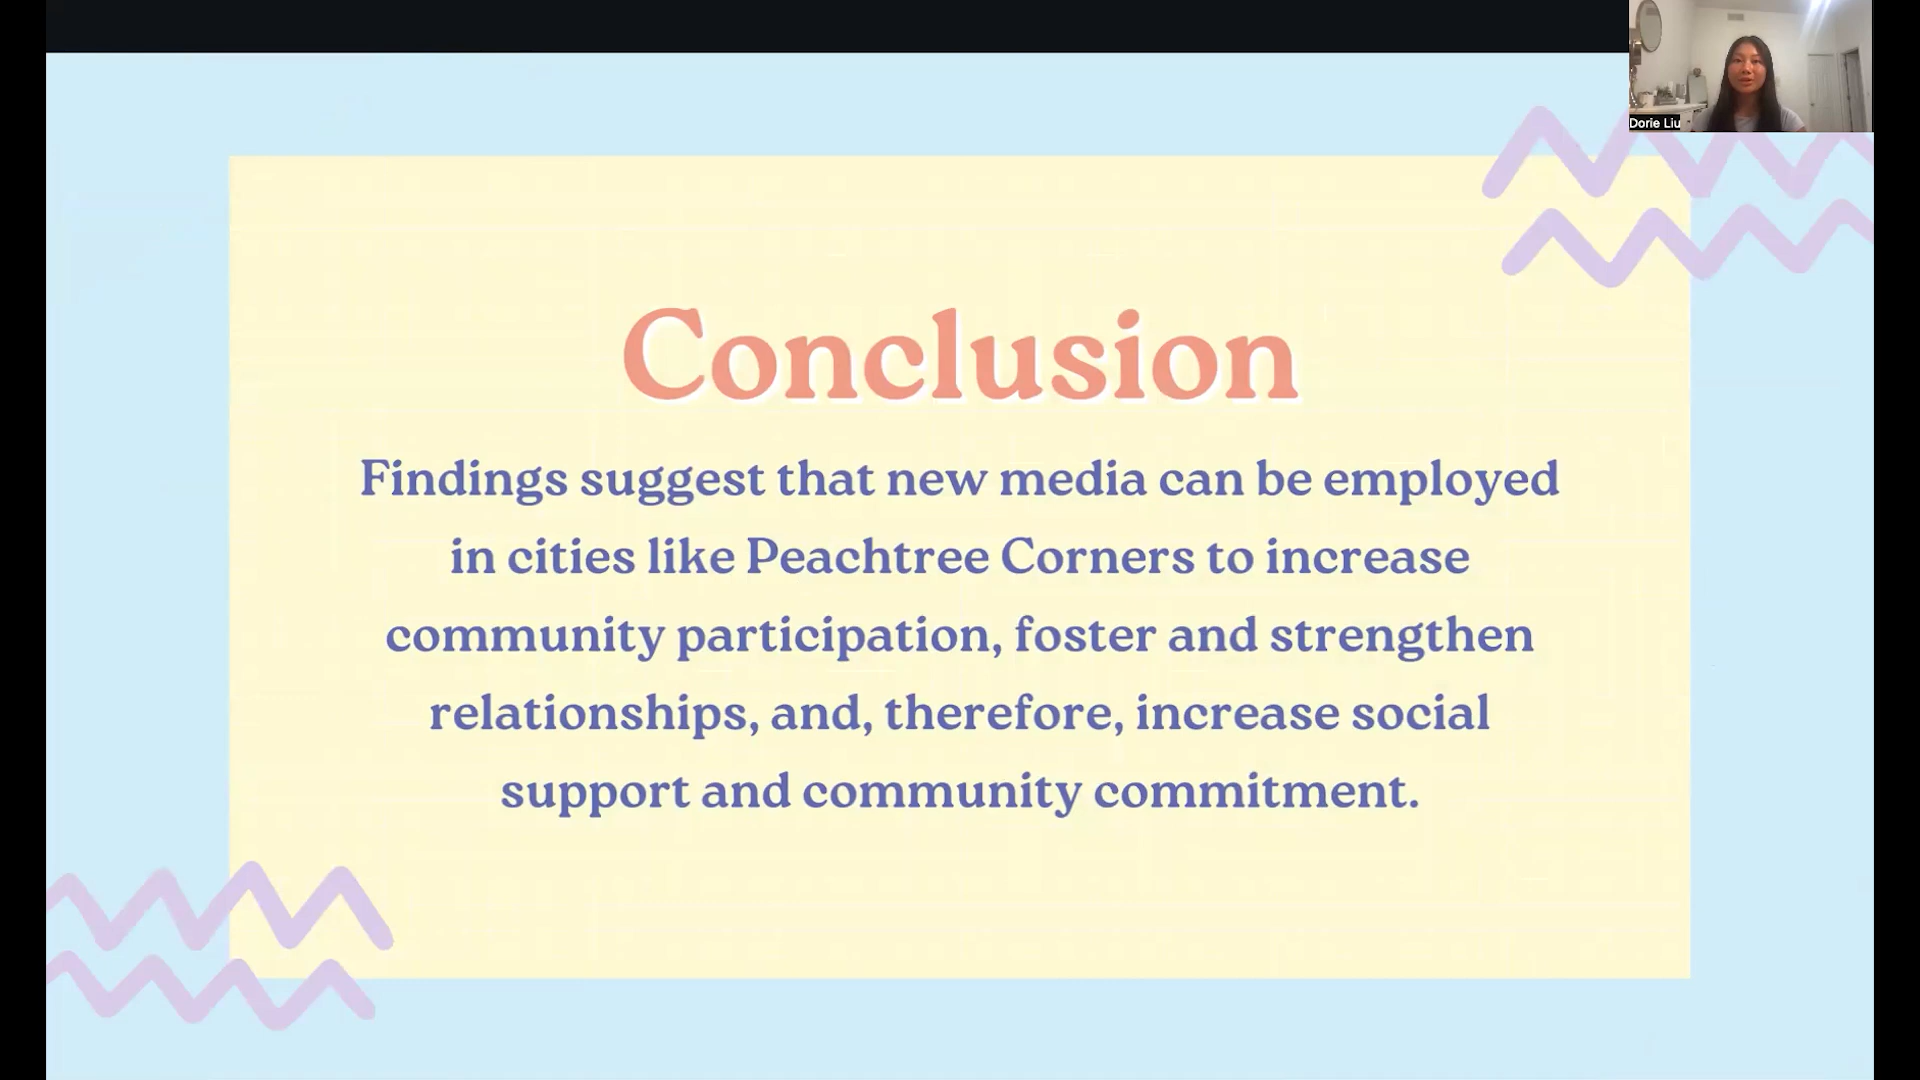 Dorie Liu
Conclusion
Findings suggest that new media can be employed
in cities like Peachtree Corners to increase
community participation, foster and strengthen
relationships, and, therefore, increase social
support and community commitment.